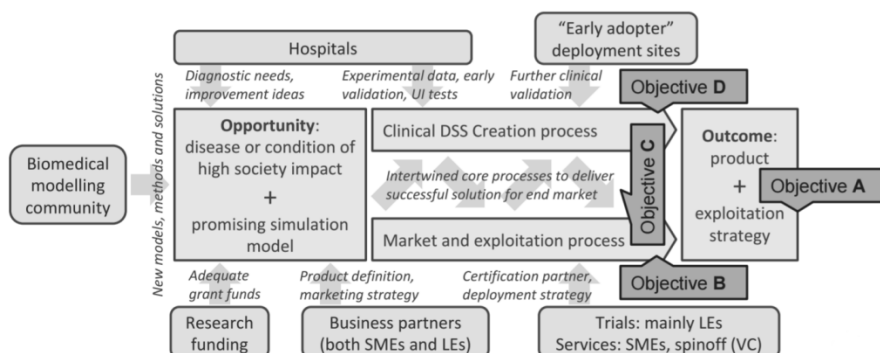 Hospitals
“Early adopter”
deployment sites
Diagnostic needs,
improvement ideas
Experimental data, early
validation, UI tests
Further clinical
validation
Objective D
Biomedical
modelling
community
New models, methods and solutions
Opportunity:
disease or condition of
high society impact
+
promising simulation
model
Clinical DSS Creation process
Intertwined core processes to deliver
successful solution for end market
Market and exploitation process
Objective C
Outcome:
product
+
exploitation
strategy
Objective A
Objective B
Adequate
grant funds
Product definition,
marketing strategy
Certification partner,
deployment strategy
Research
funding
Business partners
(both SMEs and LEs)
Trials: mainly LEs
Services: SMEs, spinoff (VC)